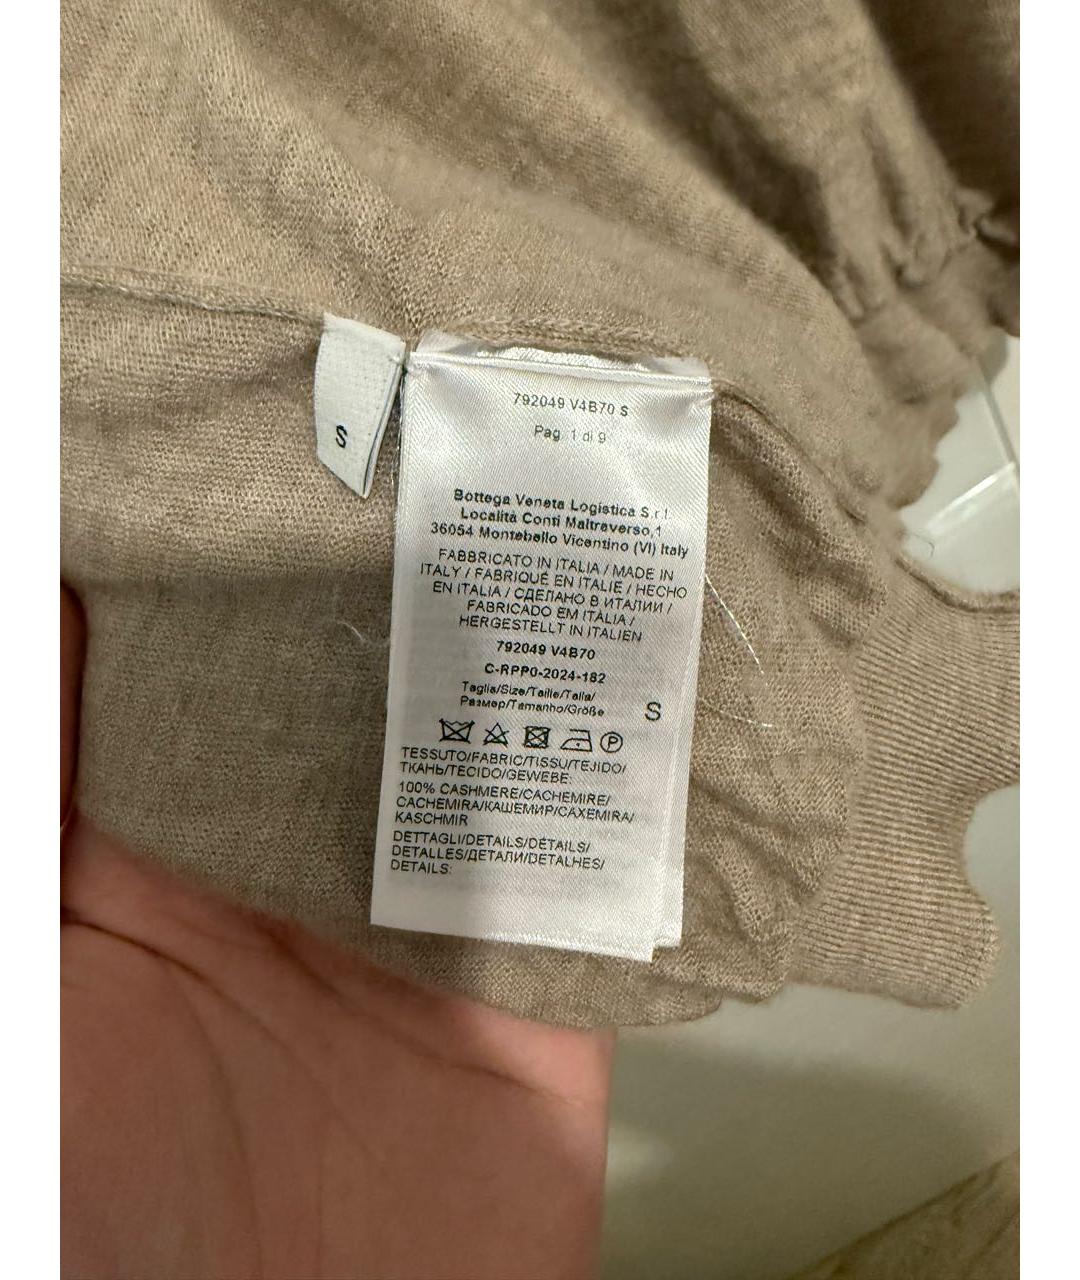 S
792049 V4B70 S
Pag. 1 di 9
Bottega Veneta Logistica S.r.l.
Località Conti Maltraverso,1
36054 Montebello Vicentino (VI) Italy
FABBRICATO IN ITALIA / MADE IN
ITALY / FABRIQUÉ EN ITALIE / HECHO
EN ITALIA / СДЕЛАНО В ИТАЛИИ /
FABRICADO EM ITÁLIA /
HERGESTELLT IN ITALIEN
792049 V4B70
C-RPP0-2024-182
Taglia/Size/Taille/Talla/
Размер/Tamanho/Größe
S
P
TESSUTO/FABRIC/TISSU/TEJIDO/
ТКАНЬ/TECIDO/GEWEBE:
100% CASHMERE/CACHEMIRE/
CACHEMIRA/КАШЕМИР/CAXEMIRA/
KASCHMIR
DETTAGLI/DETAILS/DÉTAILS/
DETALLES/ДЕТАЛИ/DETALHES/
DETAILS: